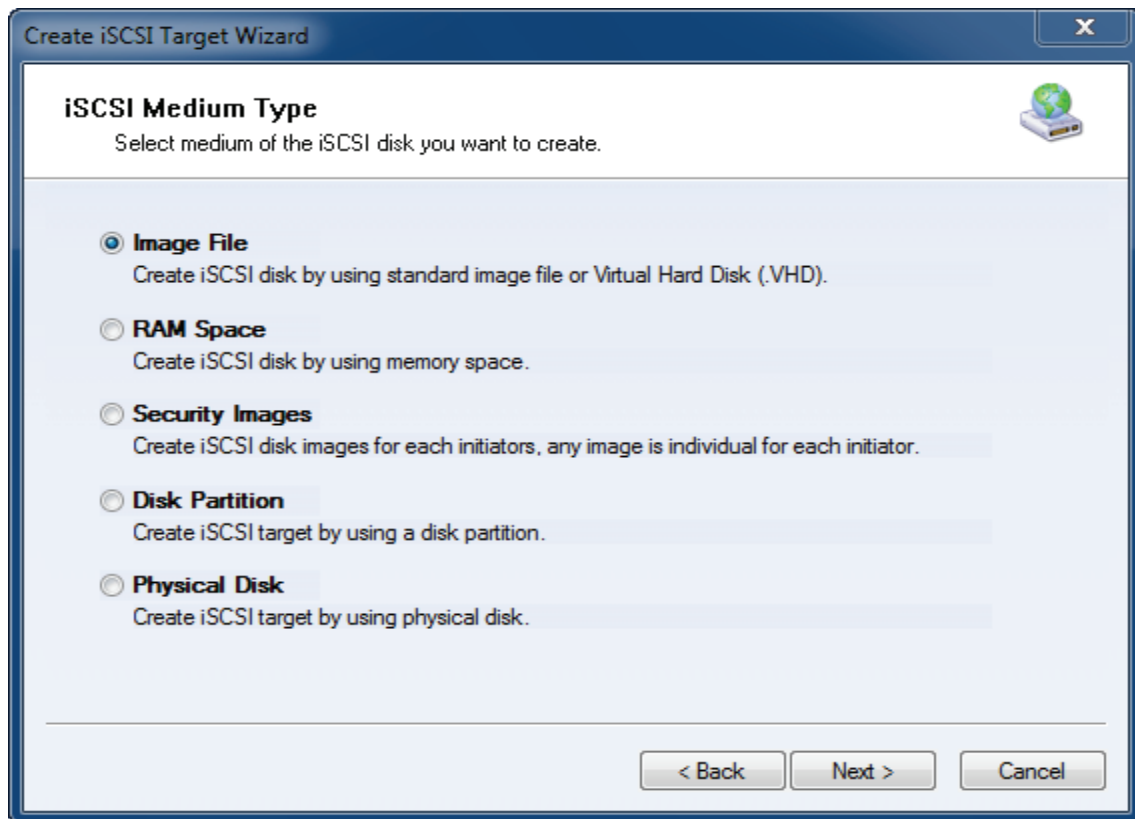 Create iSCSI Target Wizard
X
iSCSI Medium Type
Select medium of the iSCSI disk you want to create.
Image File
Create iSCSI disk by using standard image file or Virtual Hard Disk (.VHD).
RAM Space
Create iSCSI disk by using memory space.
Security Images
Create iSCSI disk images for each initiators, any image is individual for each initiator.
Disk Partition
Create iSCSI target by using a disk partition.
Physical Disk
Create iSCSI target by using physical disk.
< Back Next > Cancel